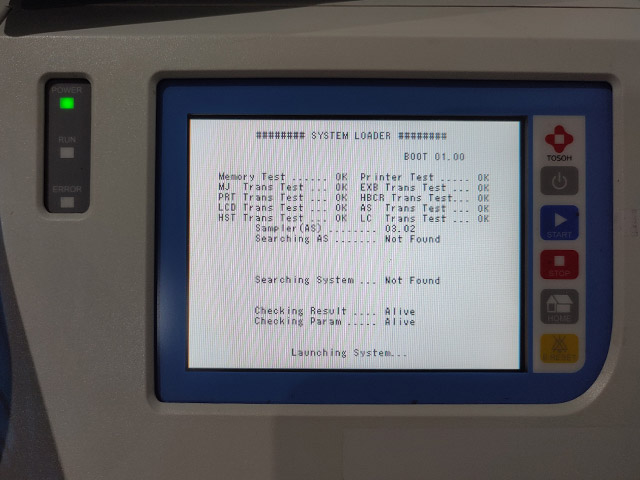 POWER
RUN
ERROR
######## SYSTEM LOADER ########
BOOT 01.00
Memory Test ...... OK Printer Test ..... OK
MJ Trans Test ... OK EXB Trans Test ... OK
PRT Trans Test ... OK HBCR Trans Test... OK
LCD Trans Test ... OK AS Trans Test ... OK
HST Trans Test ... OK LC Trans Test ... OK
Sampler(AS) ........ 03.02
Searching AS ....... Not Found
Searching System ... Not Found
Checking Result .... Alive
Checking Param ..... Alive
Launching System...
TOSOH
START
STOP
HOME